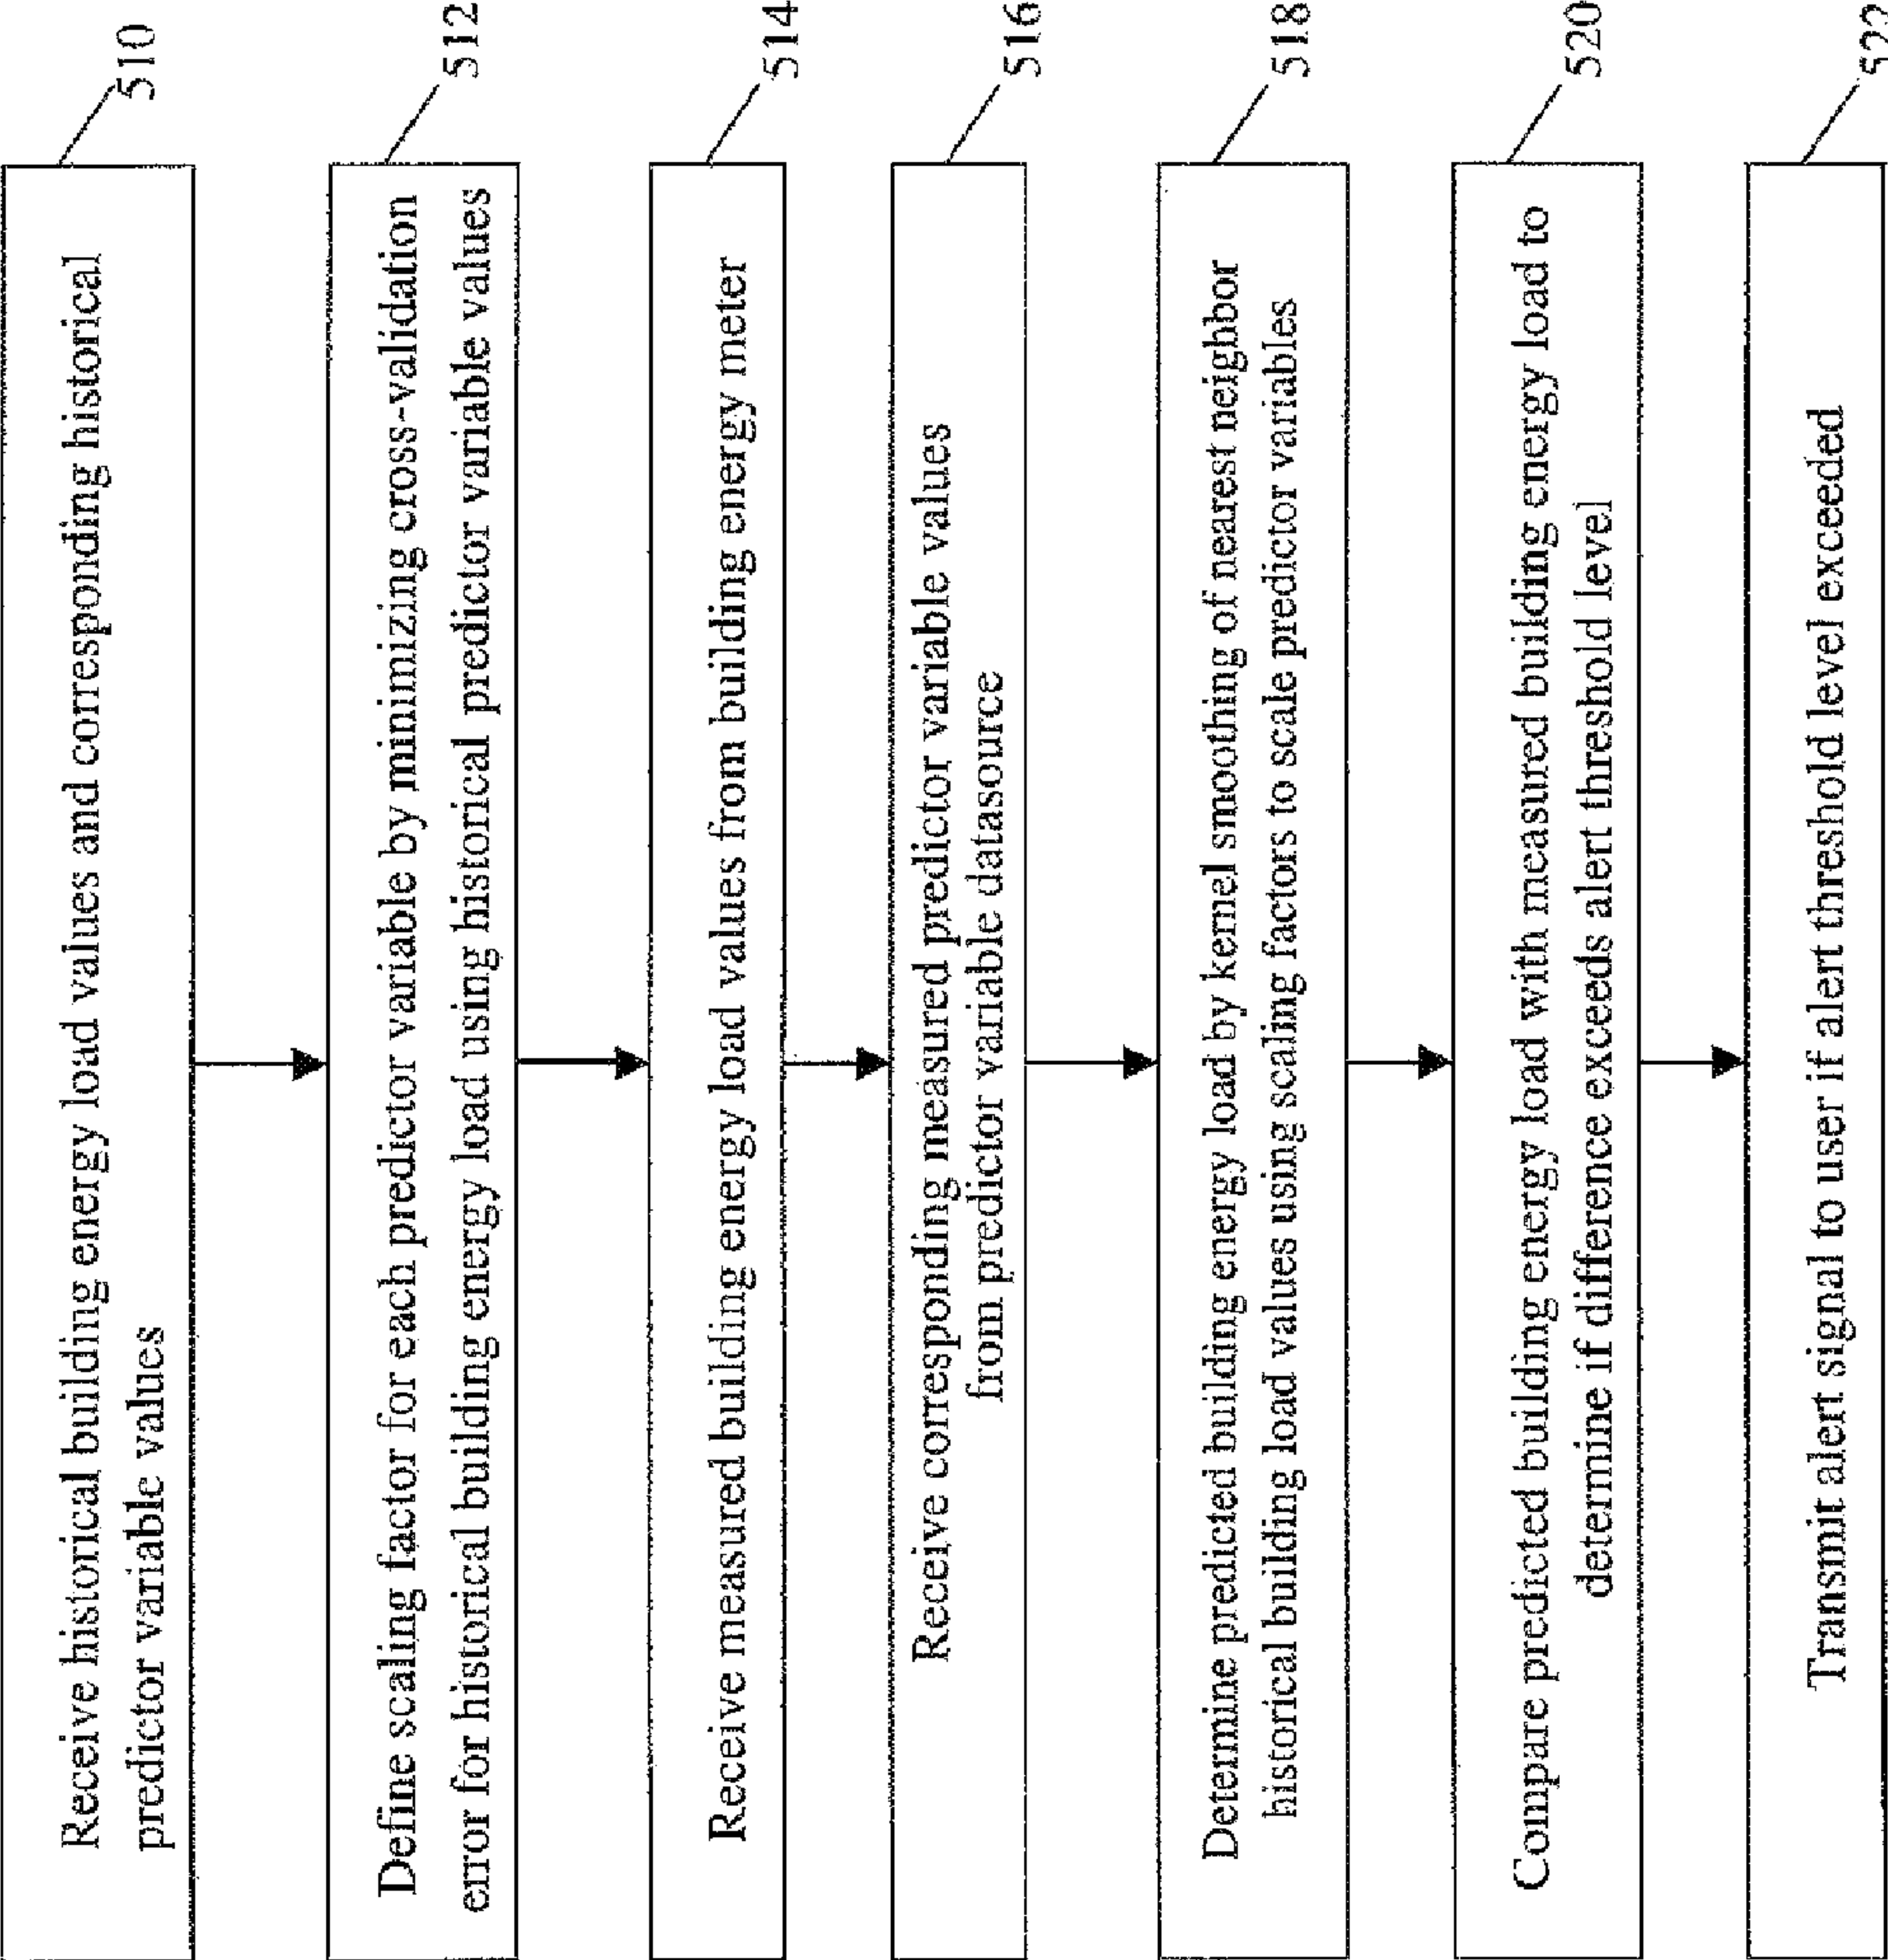 Receive historical building energy load values and corresponding historical
predictor variable values
510
Define scaling factor for each predictor variable by minimizing cross-validation
error for historical building energy load using historical predictor variable values
512
Receive measured building energy load values from building energy meter
514
Receive corresponding measured predictor variable values
from predictor variable datasource
516
Determine predicted building energy load by kernel smoothing of nearest neighbor
historical building load values using scaling factors to scale predictor variables
518
Compare predicted building energy load with measured building energy load to
determine if difference exceeds alert threshold level
520
Transmit alert signal to user if alert threshold level exceeded
522